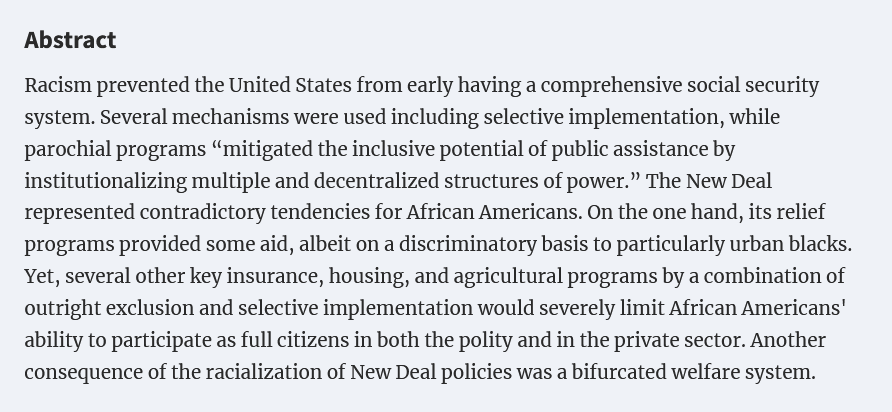 Abstract
Racism prevented the United States from early having a comprehensive social security
system. Several mechanisms were used including selective implementation, while
parochial programs “mitigated the inclusive potential of public assistance by
institutionalizing multiple and decentralized structures of power.” The New Deal
represented contradictory tendencies for African Americans. On the one hand, its relief
programs provided some aid, albeit on a discriminatory basis to particularly urban blacks.
Yet, several other key insurance, housing, and agricultural programs by a combination of
outright exclusion and selective implementation would severely limit African Americans'
ability to participate as full citizens in both the polity and in the private sector. Another
consequence of the racialization of New Deal policies was a bifurcated welfare system.